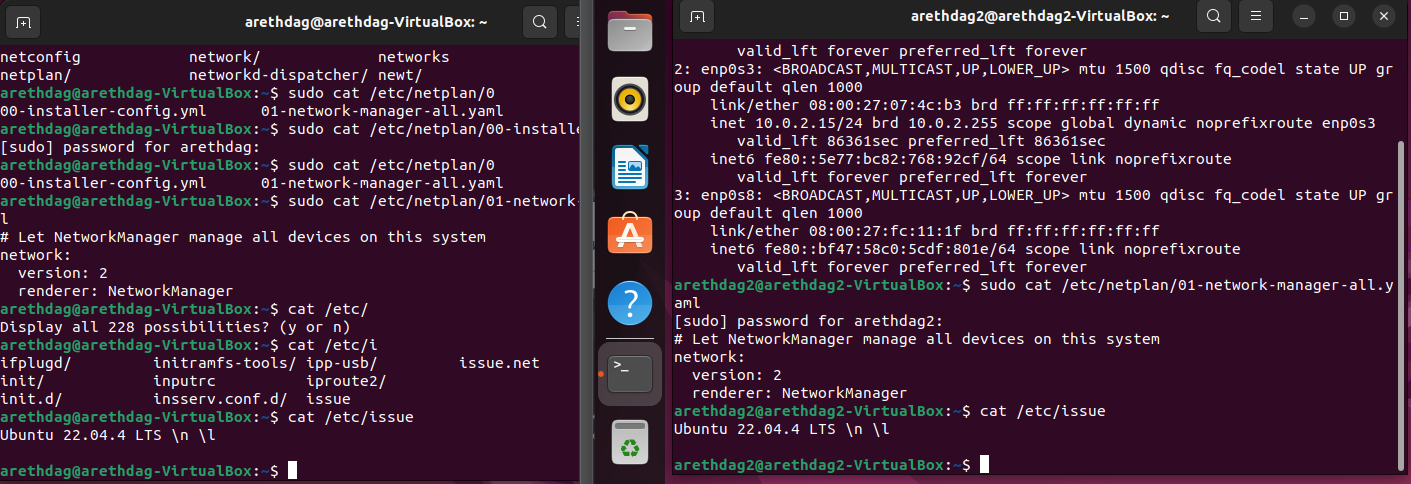 arethdag@arethdag-VirtualBox: ~
netconfig network/ networks
netplan/ networkd-dispatcher/ newt/
arethdag@arethdag-VirtualBox:~$ sudo cat /etc/netplan/0
00-installer-config.yml 01-network-manager-all.yaml
arethdag@arethdag-VirtualBox:~$ sudo cat /etc/netplan/00-installe
[sudo] password for arethdag:
arethdag@arethdag-VirtualBox:~$ sudo cat /etc/netplan/0
00-installer-config.yml 01-network-manager-all.yaml
arethdag@arethdag-VirtualBox:~$ sudo cat /etc/netplan/01-network-
l
# Let NetworkManager manage all devices on this system
network:
  version: 2
  renderer: NetworkManager
arethdag@arethdag-VirtualBox:~$ cat /etc/
Display all 228 possibilities? (y or n)
arethdag@arethdag-VirtualBox:~$ cat /etc/i
ifplugd/ initramfs-tools/ ipp-usb/ issue.net
init/ inputrc iproute2/
init.d/ insserv.conf.d/ issue
arethdag@arethdag-VirtualBox:~$ cat /etc/issue
Ubuntu 22.04.4 LTS \n \l
arethdag@arethdag-VirtualBox:~$
arethdag2@arethdag2-VirtualBox: ~
valid_lft forever preferred_lft forever
2: enp0s3: <BROADCAST,MULTICAST,UP,LOWER_UP> mtu 1500 qdisc fq_codel state UP gr
oup default qlen 1000
    link/ether 08:00:27:07:4c:b3 brd ff:ff:ff:ff:ff:ff
    inet 10.0.2.15/24 brd 10.0.2.255 scope global dynamic noprefixroute enp0s3
       valid_lft 86361sec preferred_lft 86361sec
    inet6 fe80::5e77:bc82:768:92cf/64 scope link noprefixroute
       valid_lft forever preferred_lft forever
3: enp0s8: <BROADCAST,MULTICAST,UP,LOWER_UP> mtu 1500 qdisc fq_codel state UP gr
oup default qlen 1000
    link/ether 08:00:27:fc:11:1f brd ff:ff:ff:ff:ff:ff
    inet6 fe80::bf47:58c0:5cdf:801e/64 scope link noprefixroute
       valid_lft forever preferred_lft forever
arethdag2@arethdag2-VirtualBox:~$ sudo cat /etc/netplan/01-network-manager-all.y
aml
[sudo] password for arethdag2:
# Let NetworkManager manage all devices on this system
network:
  version: 2
  renderer: NetworkManager
arethdag2@arethdag2-VirtualBox:~$ cat /etc/issue
Ubuntu 22.04.4 LTS \n \l
arethdag2@arethdag2-VirtualBox:~$